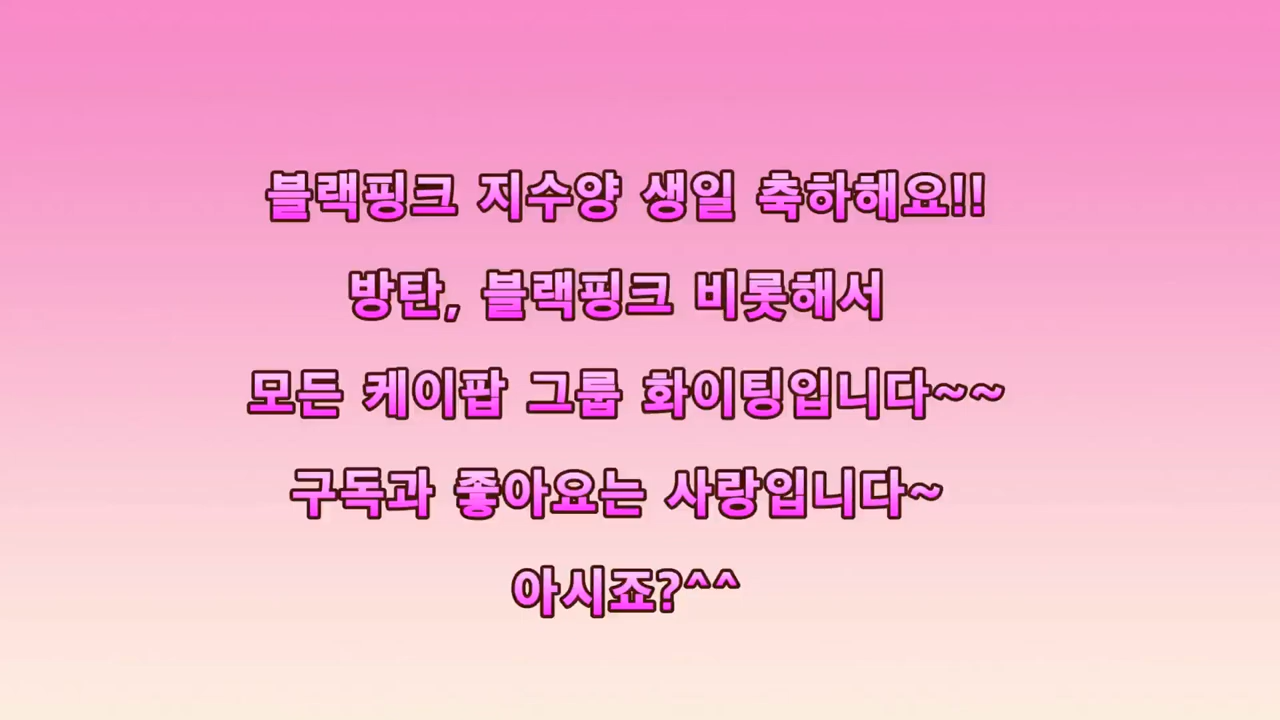 블랙핑크 지수양 생일 축하해요!!
방탄, 블랙핑크 비롯해서
모든 케이팝 그룹 화이팅입니다~~
구독과 좋아요는 사랑입니다~
아시죠?^^